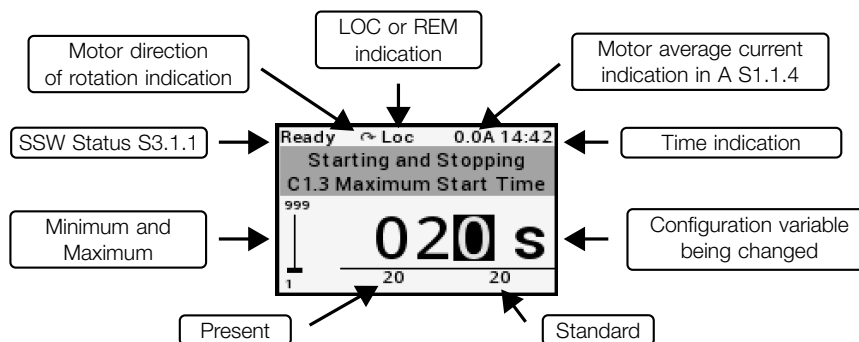 LOC or REM
indication
Motor direction
of rotation indication
Motor average current
indication in A S1.1.4
SSW Status S3.1.1
Ready Loc 0.0A 14:42
Time indication
Starting and Stopping
C1.3 Maximum Start Time
999
Minimum and
Maximum
020 s
Configuration variable
being changed
1
20 20
Present
Standard